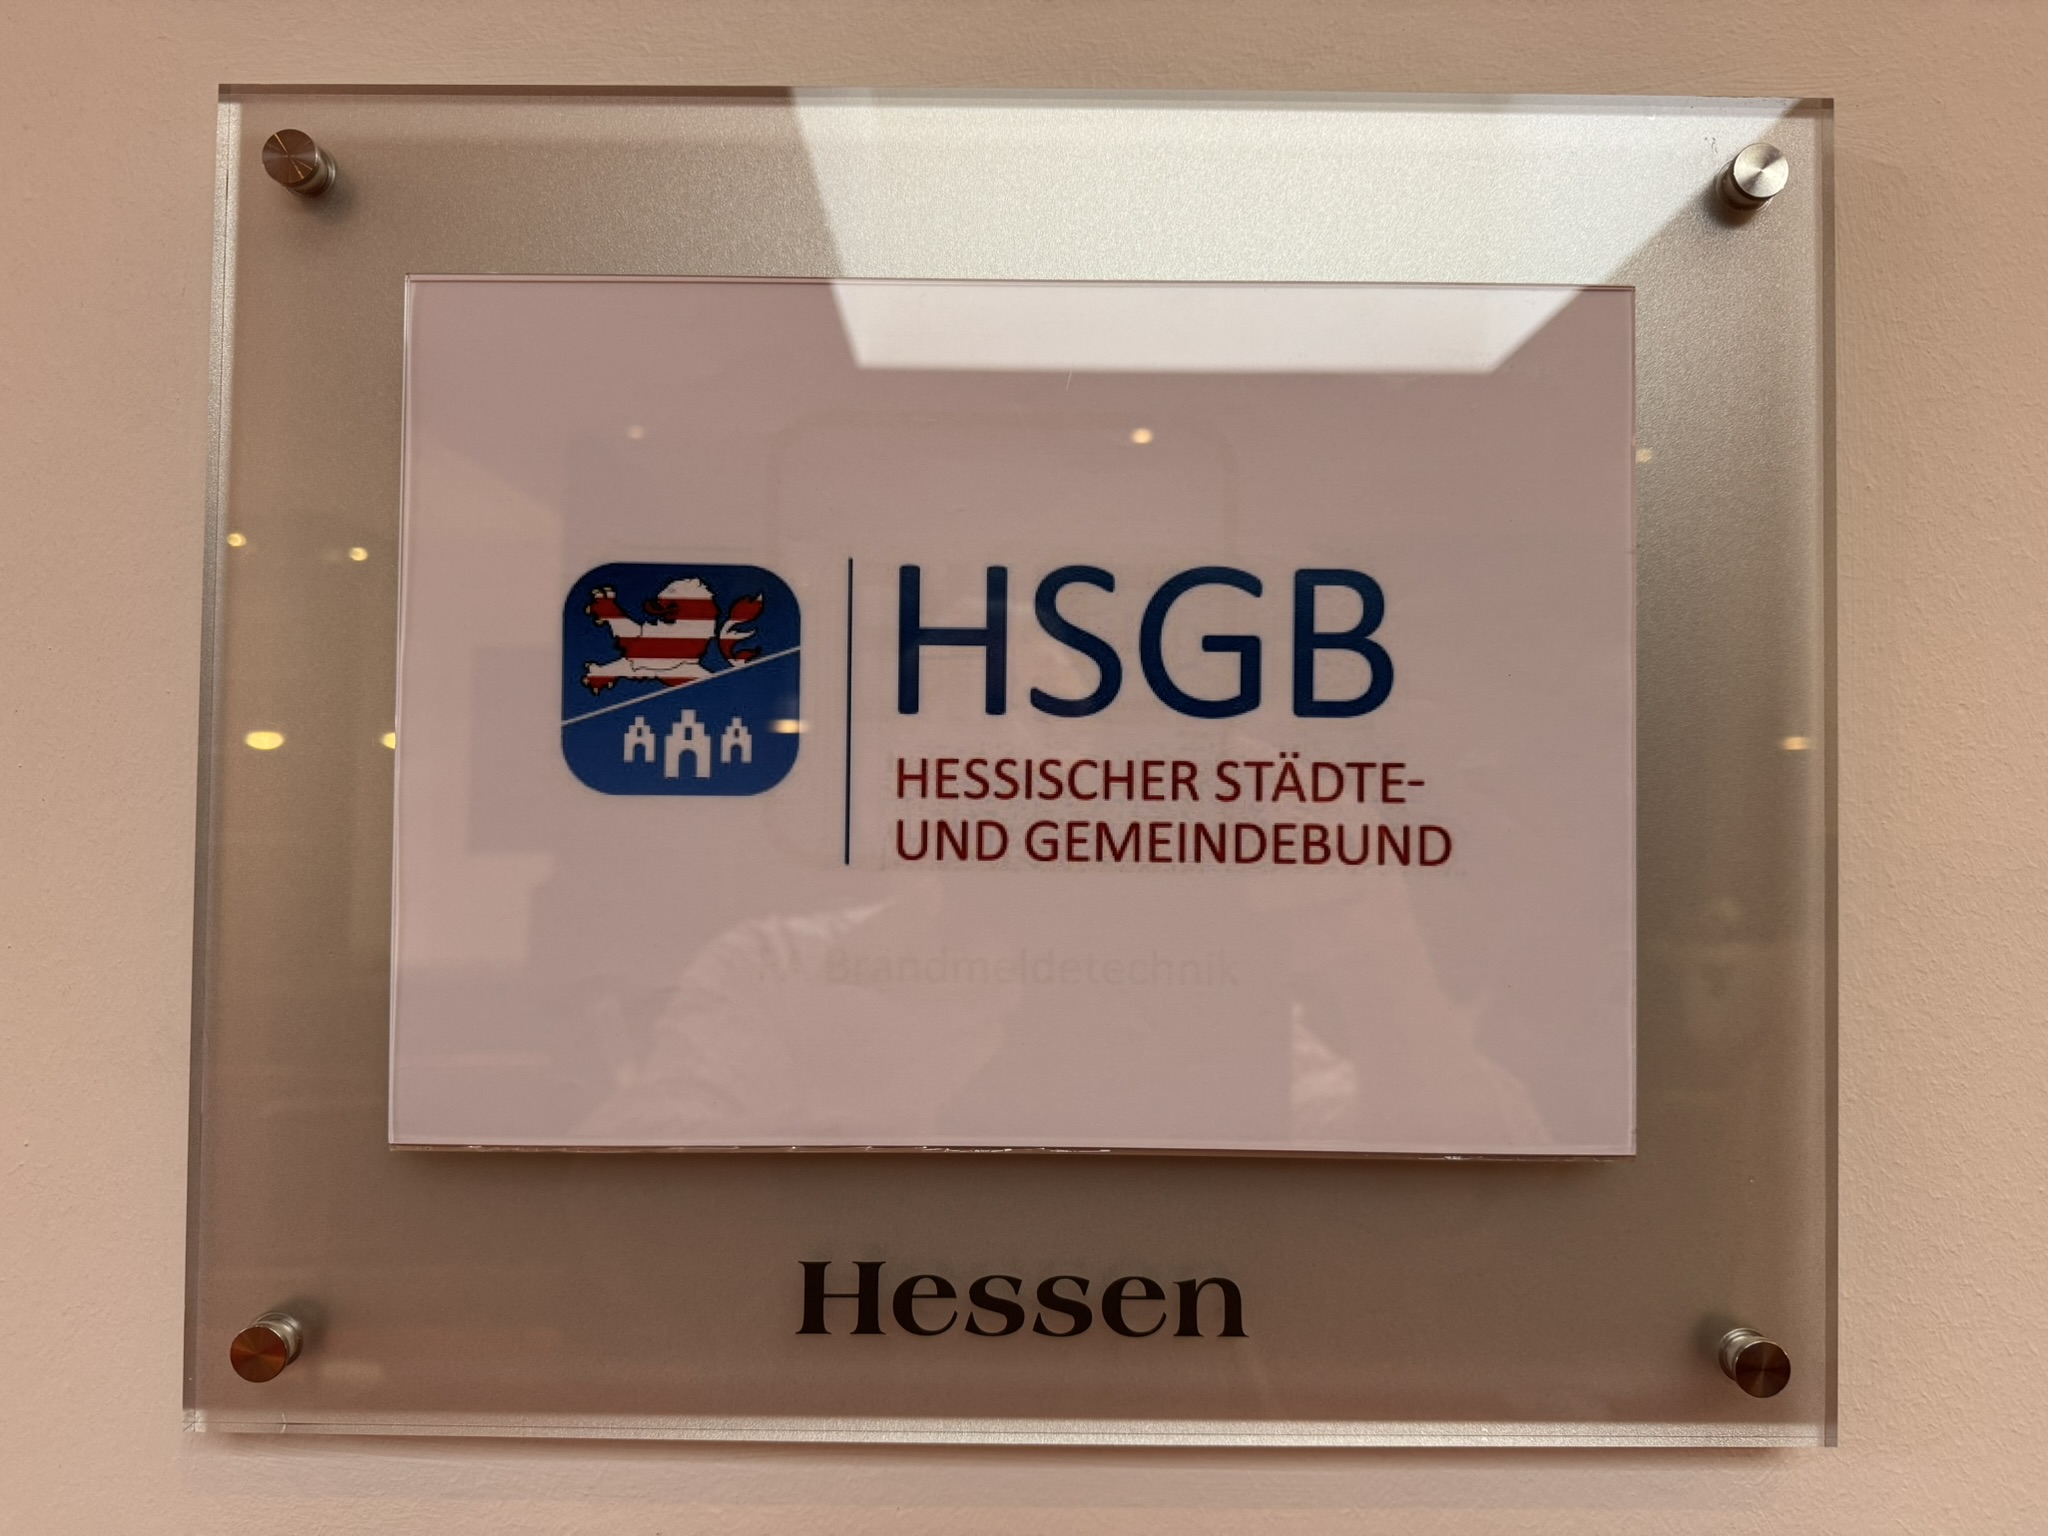 HSGB
HESSISCHER STÄDTE-
UND GEMEINDEBUND
Brandmeldetechnik
Hessen